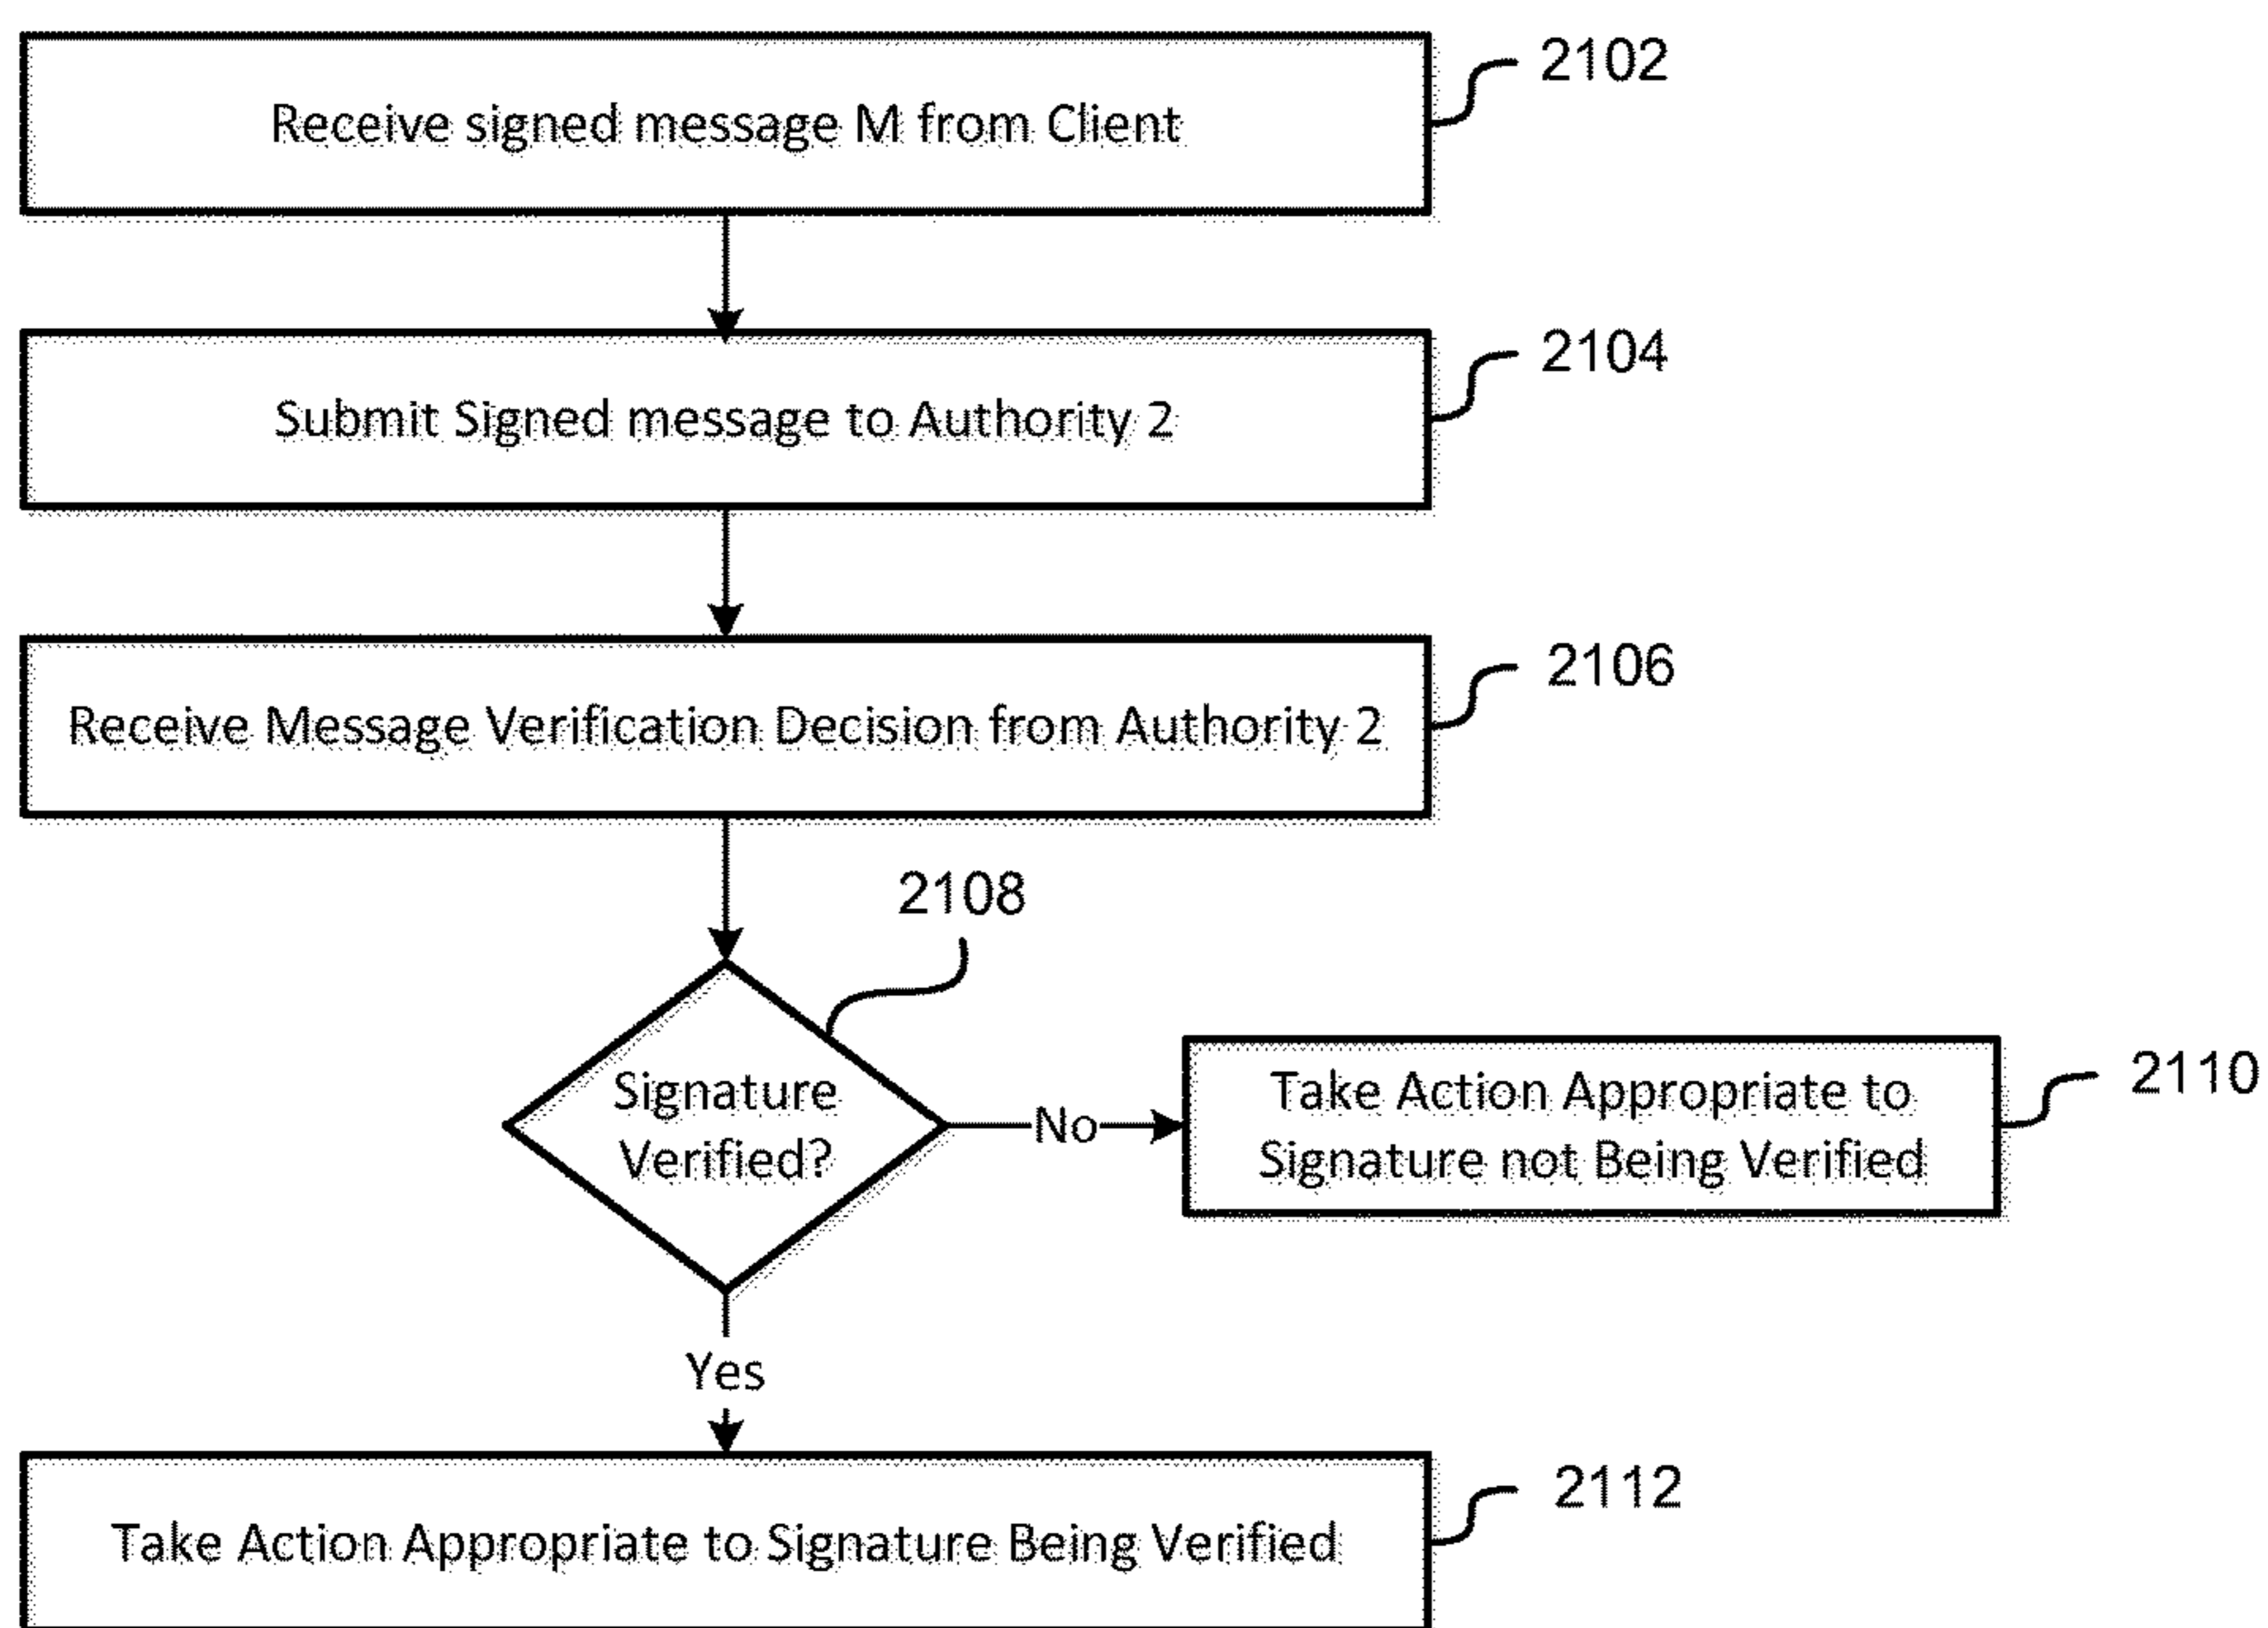 Receive signed message M from Client
2102
Submit Signed message to Authority 2
2104
Receive Message Verification Decision from Authority 2
2106
2108
Signature
Verified?
No
Take Action Appropriate to
Signature not Being Verified
2110
Yes
Take Action Appropriate to Signature Being Verified
2112